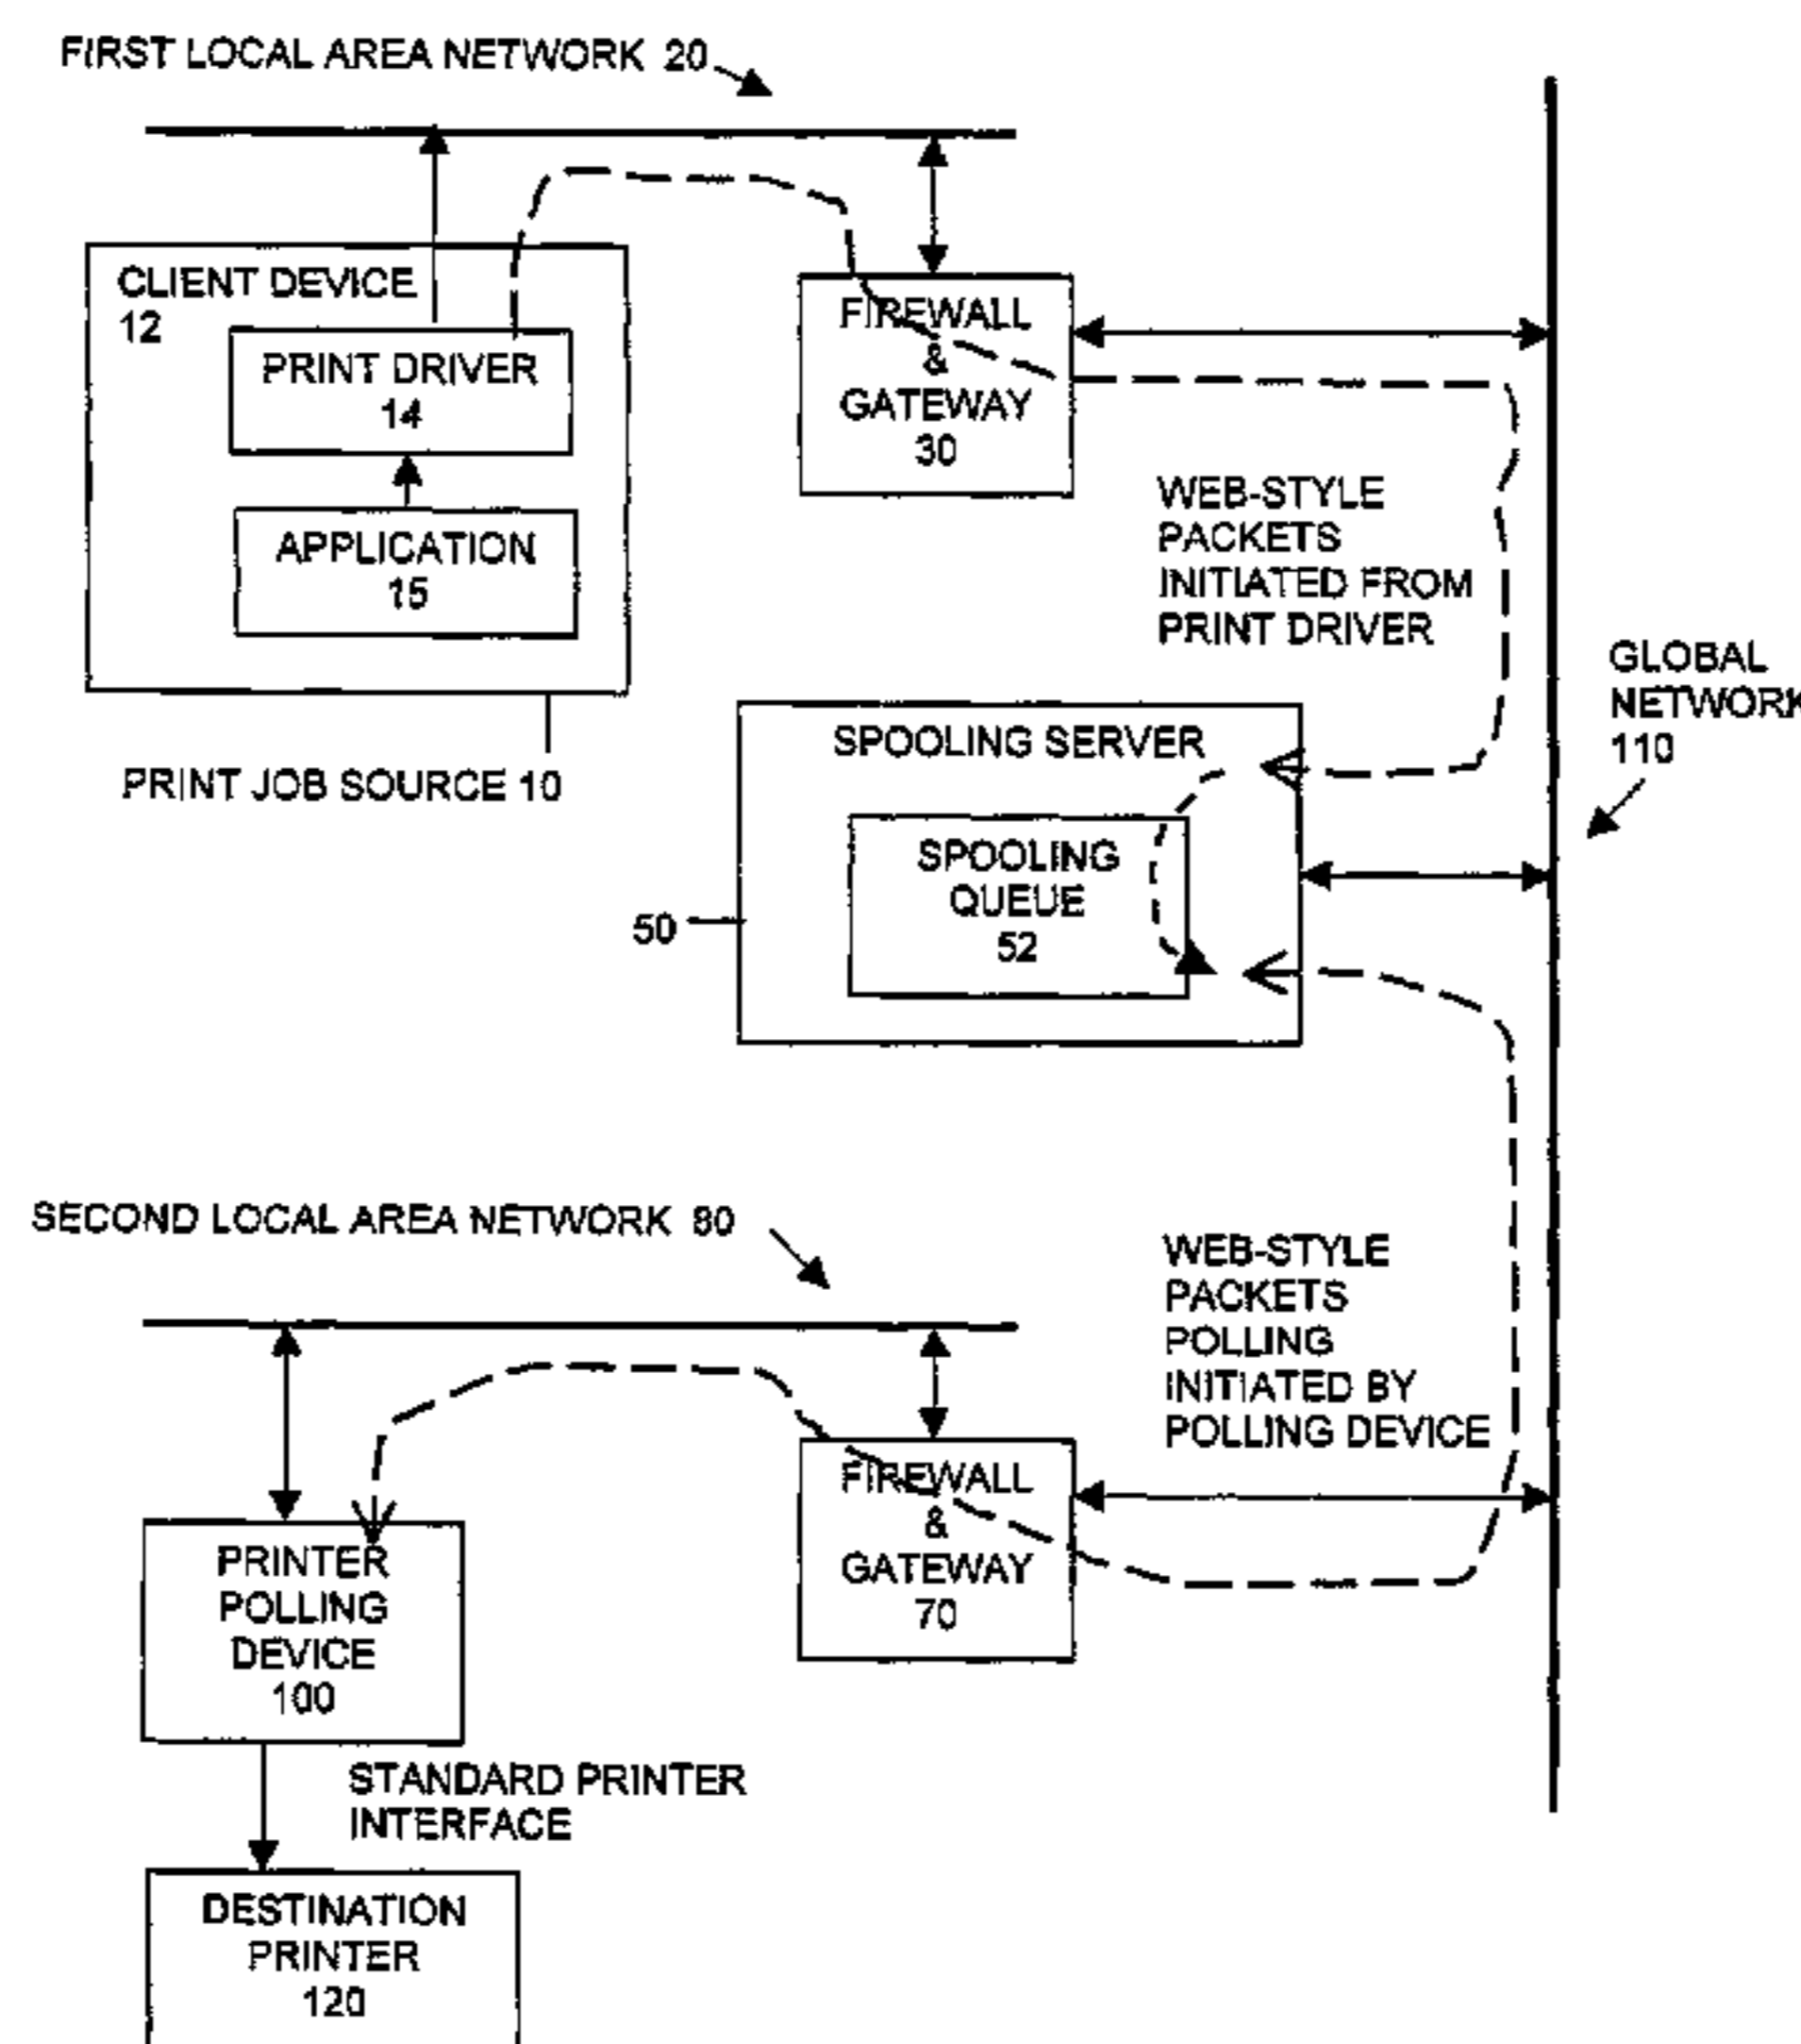 FIRST LOCAL AREA NETWORK 20
CLIENT DEVICE
12
PRINT DRIVER
14
APPLICATION
15
PRINT JOB SOURCE 10
FIREWALL
&
GATEWAY
30
WEB-STYLE
PACKETS
INITIATED FROM
PRINT DRIVER
GLOBAL
NETWORK
110
SPOOLING SERVER
SPOOLING
QUEUE
52
50
SECOND LOCAL AREA NETWORK 80
WEB-STYLE
PACKETS
POLLING
INITIATED BY
POLLING DEVICE
FIREWALL
&
GATEWAY
70
PRINTER
POLLING
DEVICE
100
STANDARD PRINTER
INTERFACE
DESTINATION
PRINTER
120